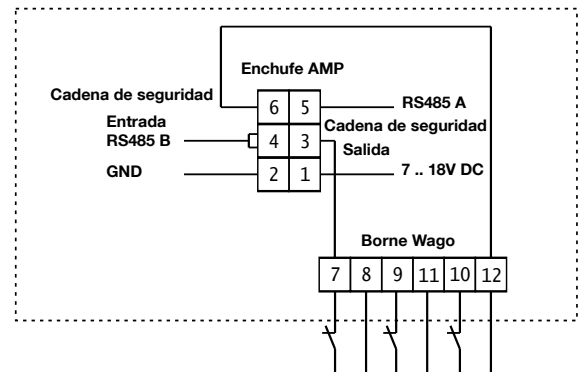 Enchufe AMP
Cadena de seguridad
Entrada
6 5
RS485 A
RS485 B
4 3
Cadena de seguridad
Salida
GND
2 1
7 .. 18V DC
Borne Wago
7 8 9 11 10 12